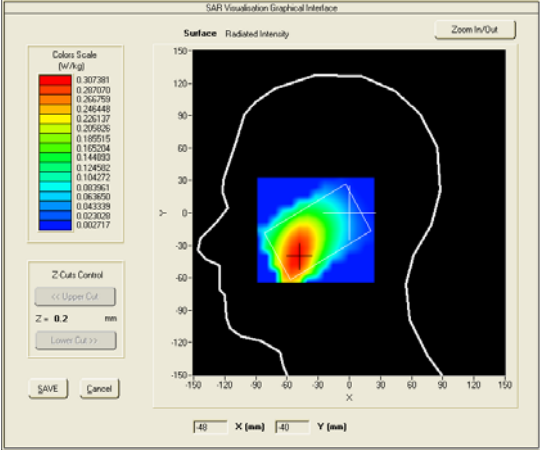 SAR Visualisation Graphical Interface
Surface Radiated Intensity
Zoom In/Out
Colors Scale
(W/kg)
0.307381
0.287070
0.266759
0.246448
0.226137
0.205826
0.185515
0.165204
0.144893
0.124582
0.104272
0.083961
0.063650
0.043339
0.023028
0.002717
Z-Cuts Control
<< Upper Cut
Z = 0.2 mm
Lower Cut >>
SAVE
Cancel
150
120
90
60
30
0
-30
-60
-90
-120
-150
Y
-150 -120 -90 -60 -30 0 30 60 90 120 150
X
-48 X (mm) -40 Y (mm)